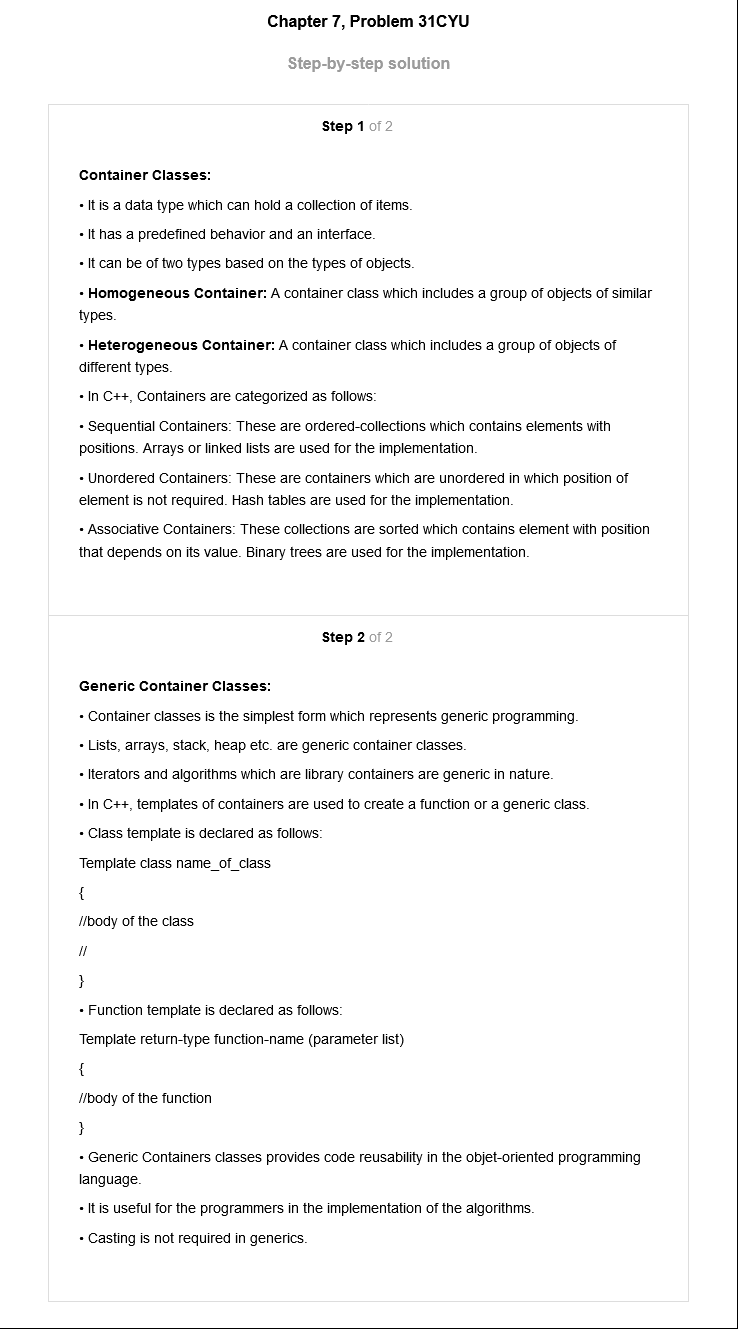 Chapter 7, Problem 31CYU
Step-by-step solution
Step 1 of 2
Container Classes:
• It is a data type which can hold a collection of items.
• It has a predefined behavior and an interface.
• It can be of two types based on the types of objects.
• Homogeneous Container: A container class which includes a group of objects of similar
types.
• Heterogeneous Container: A container class which includes a group of objects of
different types.
• In C++, Containers are categorized as follows:
• Sequential Containers: These are ordered-collections which contains elements with
positions. Arrays or linked lists are used for the implementation.
• Unordered Containers: These are containers which are unordered in which position of
element is not required. Hash tables are used for the implementation.
• Associative Containers: These collections are sorted which contains element with position
that depends on its value. Binary trees are used for the implementation.
Step 2 of 2
Generic Container Classes:
• Container classes is the simplest form which represents generic programming.
• Lists, arrays, stack, heap etc. are generic container classes.
• Iterators and algorithms which are library containers are generic in nature.
• In C++, templates of containers are used to create a function or a generic class.
• Class template is declared as follows:
Template class name_of_class
{
//body of the class
//
}
• Function template is declared as follows:
Template return-type function-name (parameter list)
{
//body of the function
}
• Generic Containers classes provides code reusability in the objet-oriented programming
language.
• It is useful for the programmers in the implementation of the algorithms.
• Casting is not required in generics.